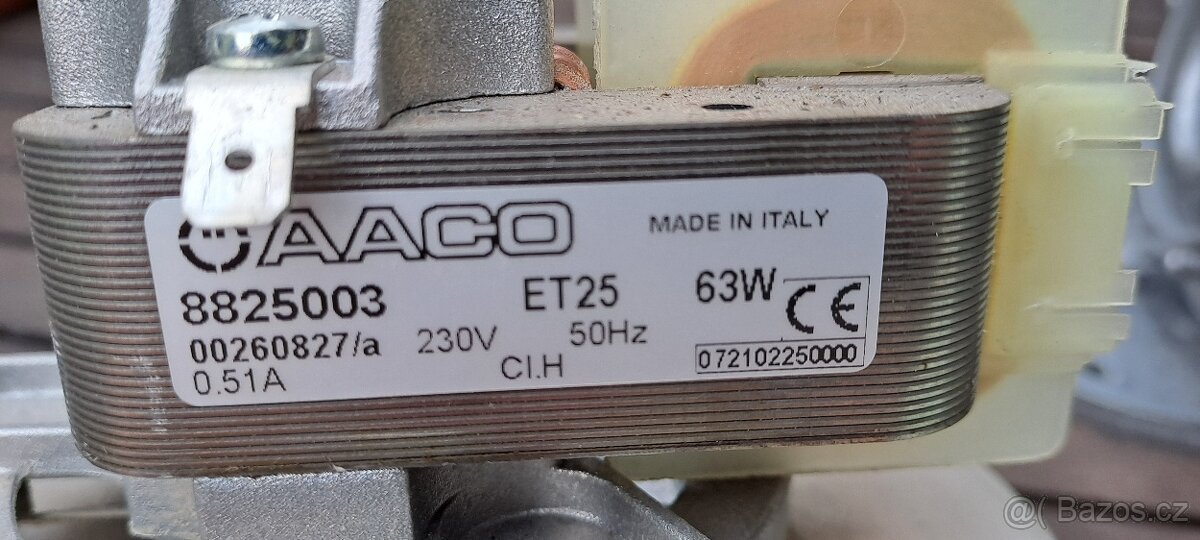 AACO
MADE IN ITALY
8825003 ET25 63W CE
00260827/a 230V 50Hz
0.51A Cl.H 072102250000
@( Bazos.cz